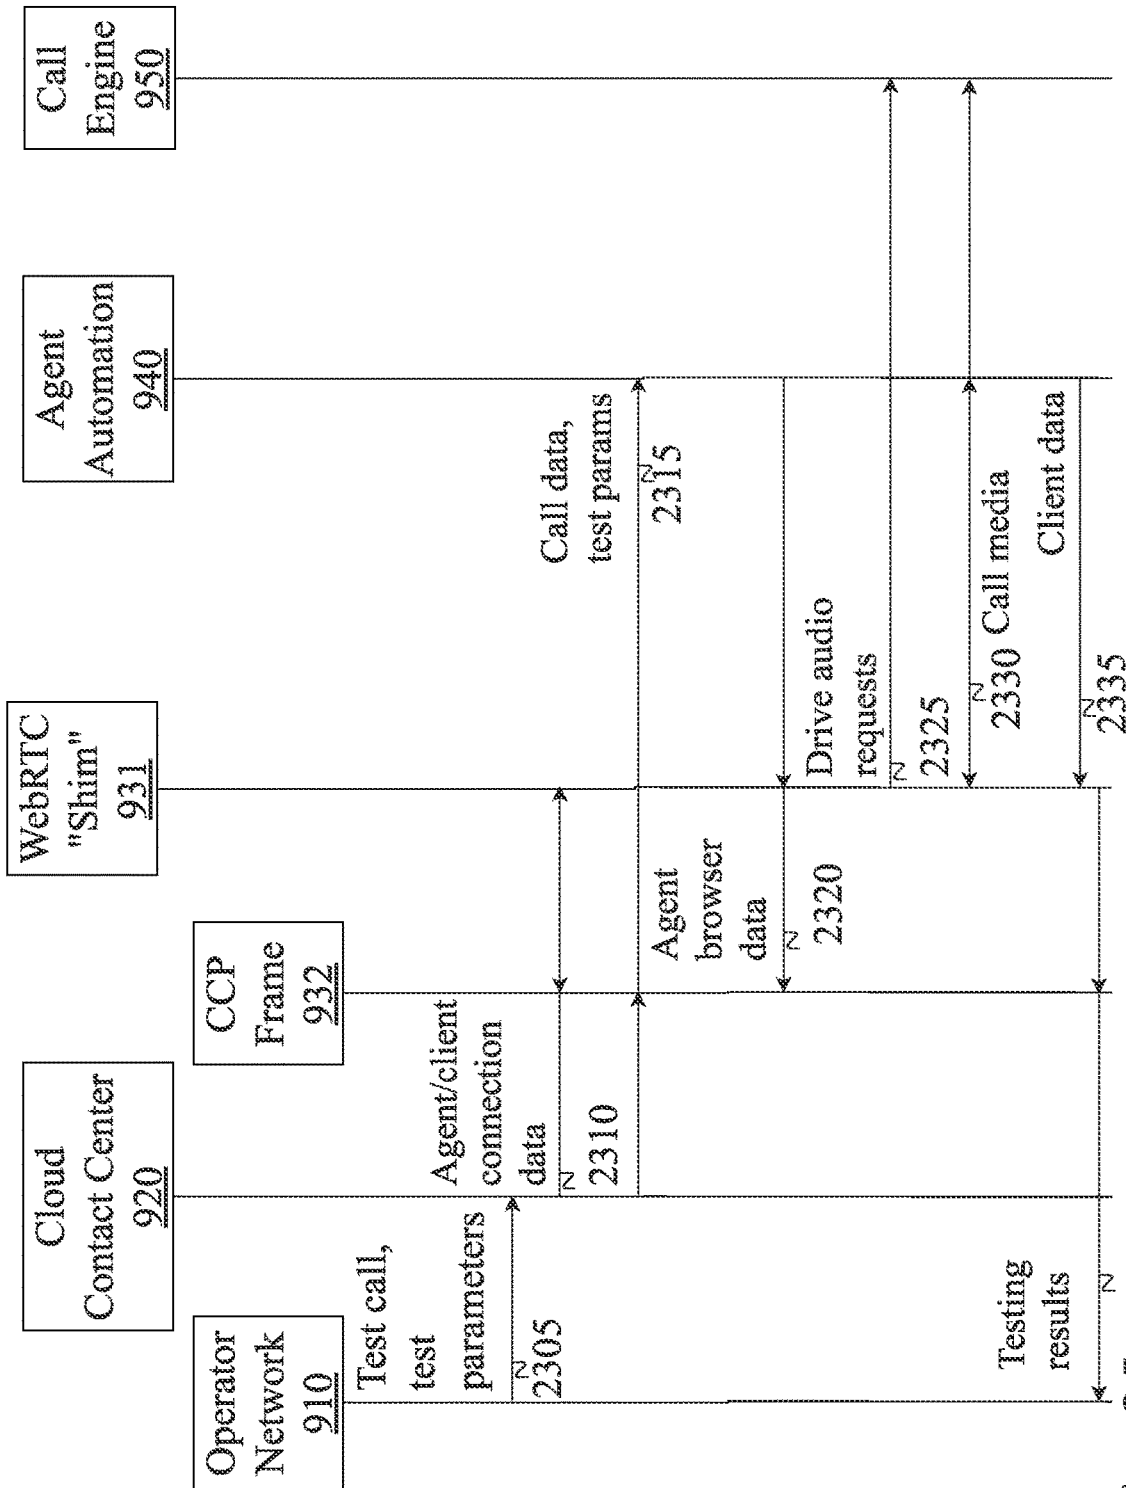 Operator
Network
910
Cloud
Contact Center
920
CCP
Frame
932
WebRTC
"Shim"
931
Agent
Automation
940
Call
Engine
950
Test call,
test
parameters
2305
Agent/client
connection
data
2310
Call data,
test params
2315
Agent
browser
data
2320
Drive audio
requests
2325
Call media
2330
Client data
2335
Testing
results